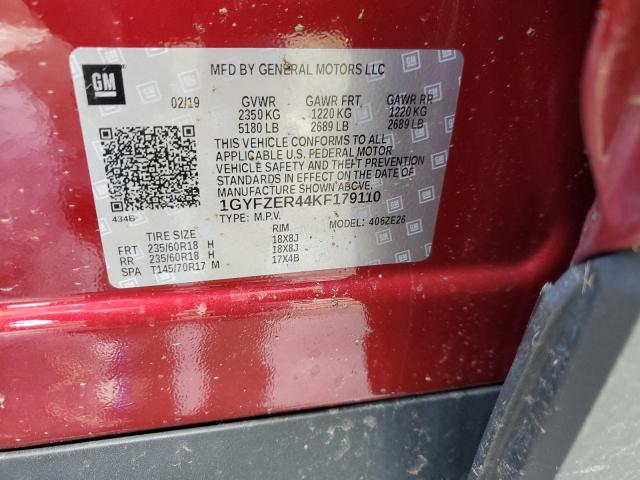 GM
MFD BY GENERAL MOTORS LLC
02/19 GVWR GAWR FRT GAWR RR
2350 KG 1220 KG 1220 KG
5180 LB 2689 LB 2689 LB
THIS VEHICLE CONFORMS TO ALL
APPLICABLE U.S. FEDERAL MOTOR
VEHICLE SAFETY AND THEFT PREVENTION
STANDARDS IN EFFECT ON THE DATE OF
MANUFACTURE SHOWN ABOVE.
1GYFZER44KF179110
434B
TYPE: M.P.V. MODEL: 406ZE26
TIRE SIZE RIM
FRT 235/60R18 H 18X8J
RR 235/60R18 H 18X8J
SPA T145/70R17 M 17X4B